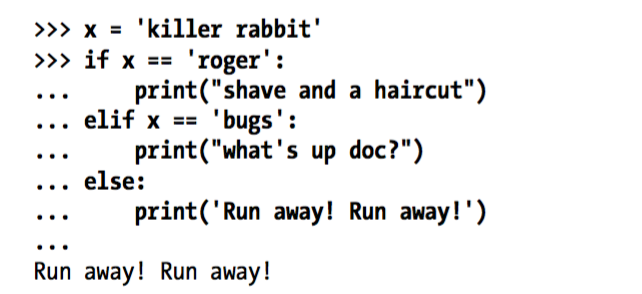 >>> x = 'killer rabbit'
>>> if x == 'roger':
...     print("shave and a haircut")
... elif x == 'bugs':
...     print("what's up doc?")
... else:
...     print('Run away! Run away!')
...
Run away! Run away!